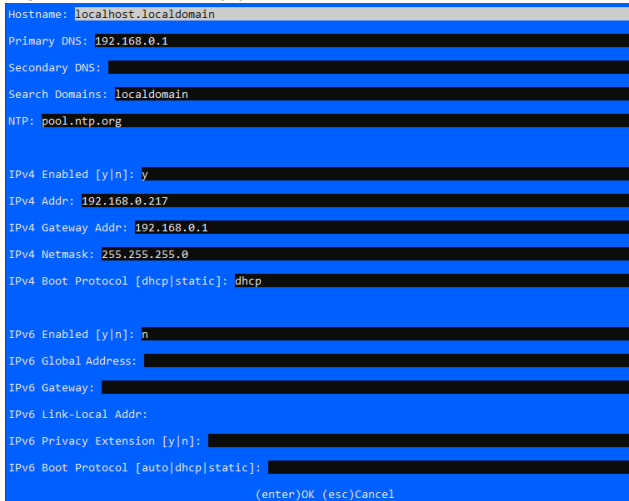 Hostname: localhost.localdomain
Primary DNS: 192.168.0.1
Secondary DNS:
Search Domains: localdomain
NTP: pool.ntp.org
IPv4 Enabled [y|n]: y
IPv4 Addr: 192.168.0.217
IPv4 Gateway Addr: 192.168.0.1
IPv4 Netmask: 255.255.255.0
IPv4 Boot Protocol [dhcp|static]: dhcp
IPv6 Enabled [y|n]: n
IPv6 Global Address:
IPv6 Gateway:
IPv6 Link-Local Addr:
IPv6 Privacy Extension [y|n]:
IPv6 Boot Protocol [auto|dhcp|static]:
(enter)OK (esc)Cancel